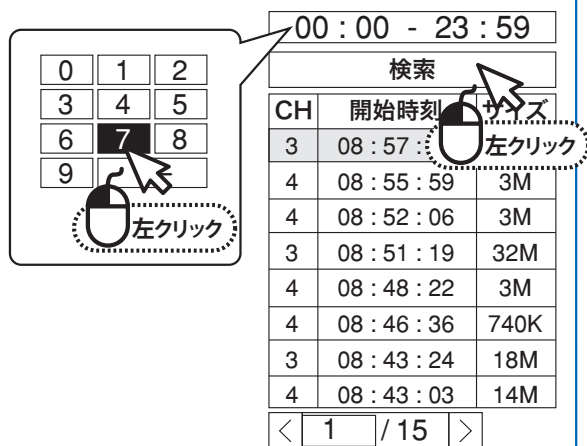 00 : 00 - 23 : 59
0 1 2
3 4 5
6 7 8
9
左クリック
検索
CH 開始時刻 サイズ
3 08 : 57 :
左クリック
4 08 : 55 : 59 3M
4 08 : 52 : 06 3M
3 08 : 51 : 19 32M
4 08 : 48 : 22 3M
4 08 : 46 : 36 740K
3 08 : 43 : 24 18M
4 08 : 43 : 03 14M
< 1 / 15 >